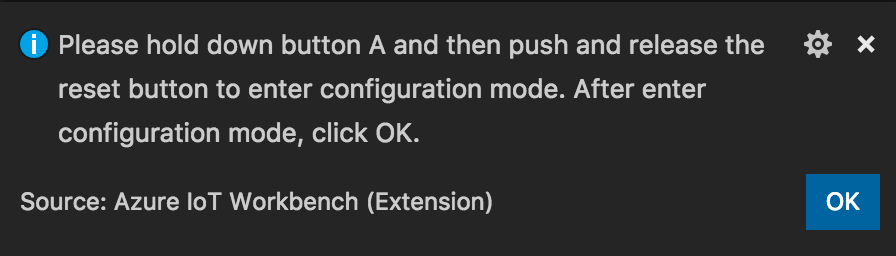 Please hold down button A and then push and release the
reset button to enter configuration mode. After enter
configuration mode, click OK.
Source: Azure IoT Workbench (Extension)
OK